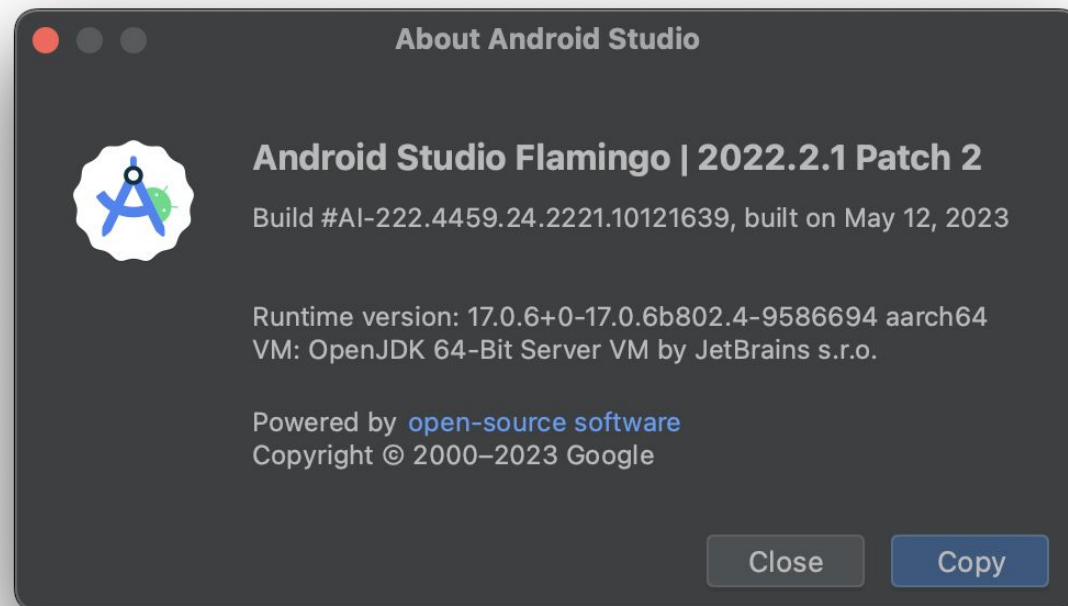 About Android Studio
Android Studio Flamingo | 2022.2.1 Patch 2
Build #AI-222.4459.24.2221.10121639, built on May 12, 2023
Runtime version: 17.0.6+0-17.0.6b802.4-9586694 aarch64
VM: OpenJDK 64-Bit Server VM by JetBrains s.r.o.
Powered by open-source software
Copyright © 2000–2023 Google
Close Copy